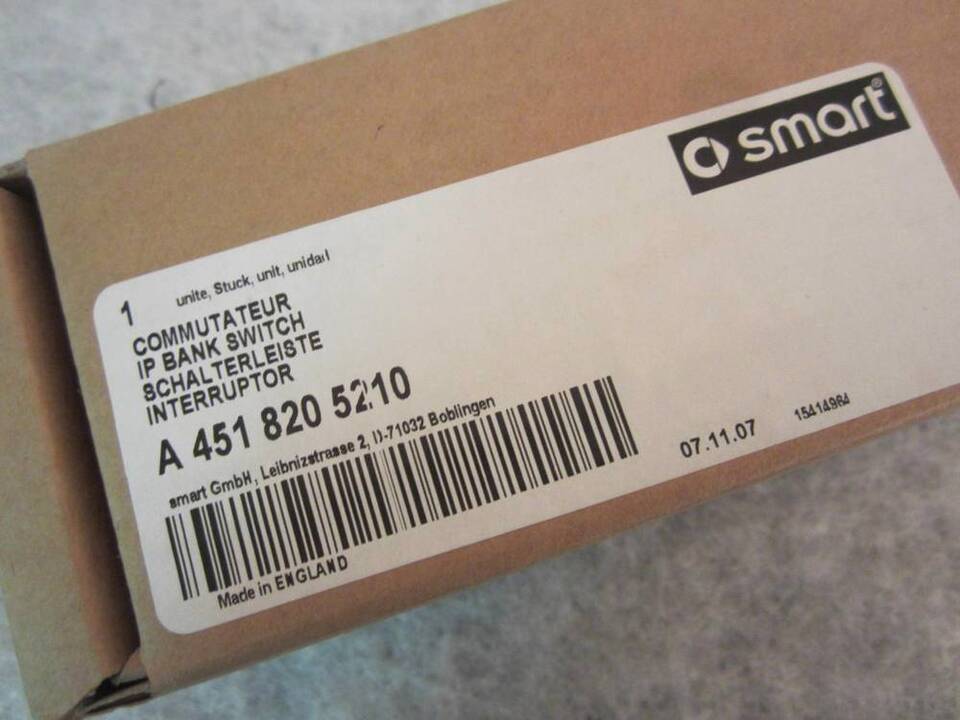 smart®
1 unite, Stuck, unit, unidad
COMMUTATEUR
IP BANK SWITCH
SCHALTERLEISTE
INTERRUPTOR
A 451 820 5210
smart GmbH, Leibnizstrasse 2, D-71032 Boblingen
07.11.07 15414964
Made in ENGLAND